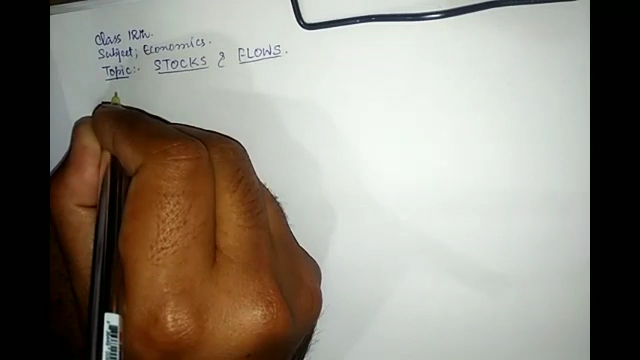 Class 12th.
Subject; Economics.
Topic:- STOCKS & FLOWS.